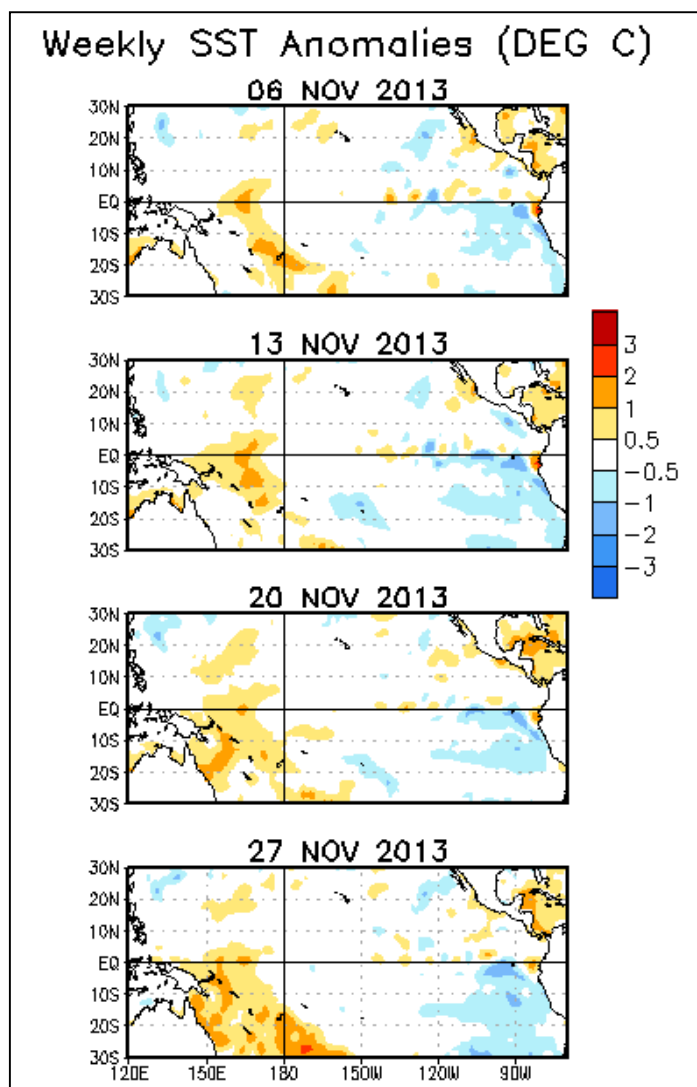 Weekly SST Anomalies (DEG C)
06 NOV 2013
30N
20N
10N
EQ
10S
20S
30S
13 NOV 2013
30N
20N
10N
EQ
10S
20S
30S
3
2
1
0.5
-0.5
-1
-2
-3
20 NOV 2013
30N
20N
10N
EQ
10S
20S
30S
27 NOV 2013
30N
20N
10N
EQ
10S
20S
30S
120E 150E 180 150W 120W 90W